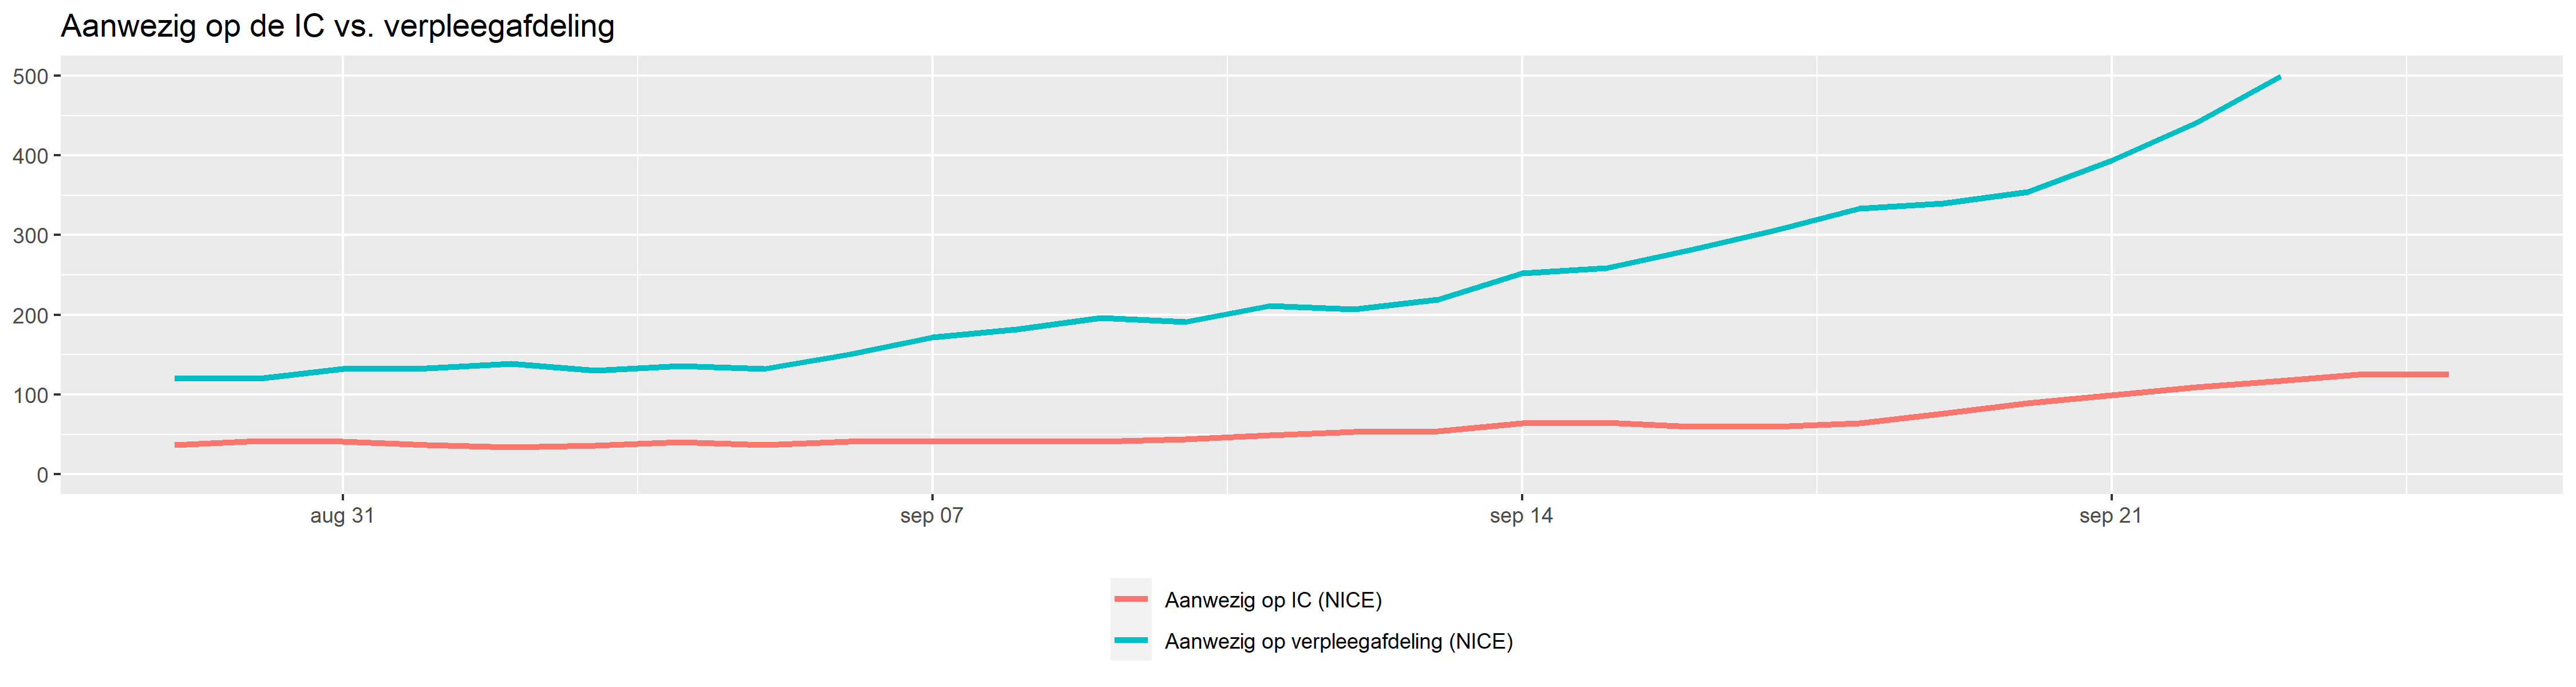 Aanwezig op de IC vs. verpleegafdeling
500
400
300
200
100
0
aug 31 sep 07 sep 14 sep 21
Aanwezig op IC (NICE)
Aanwezig op verpleegafdeling (NICE)